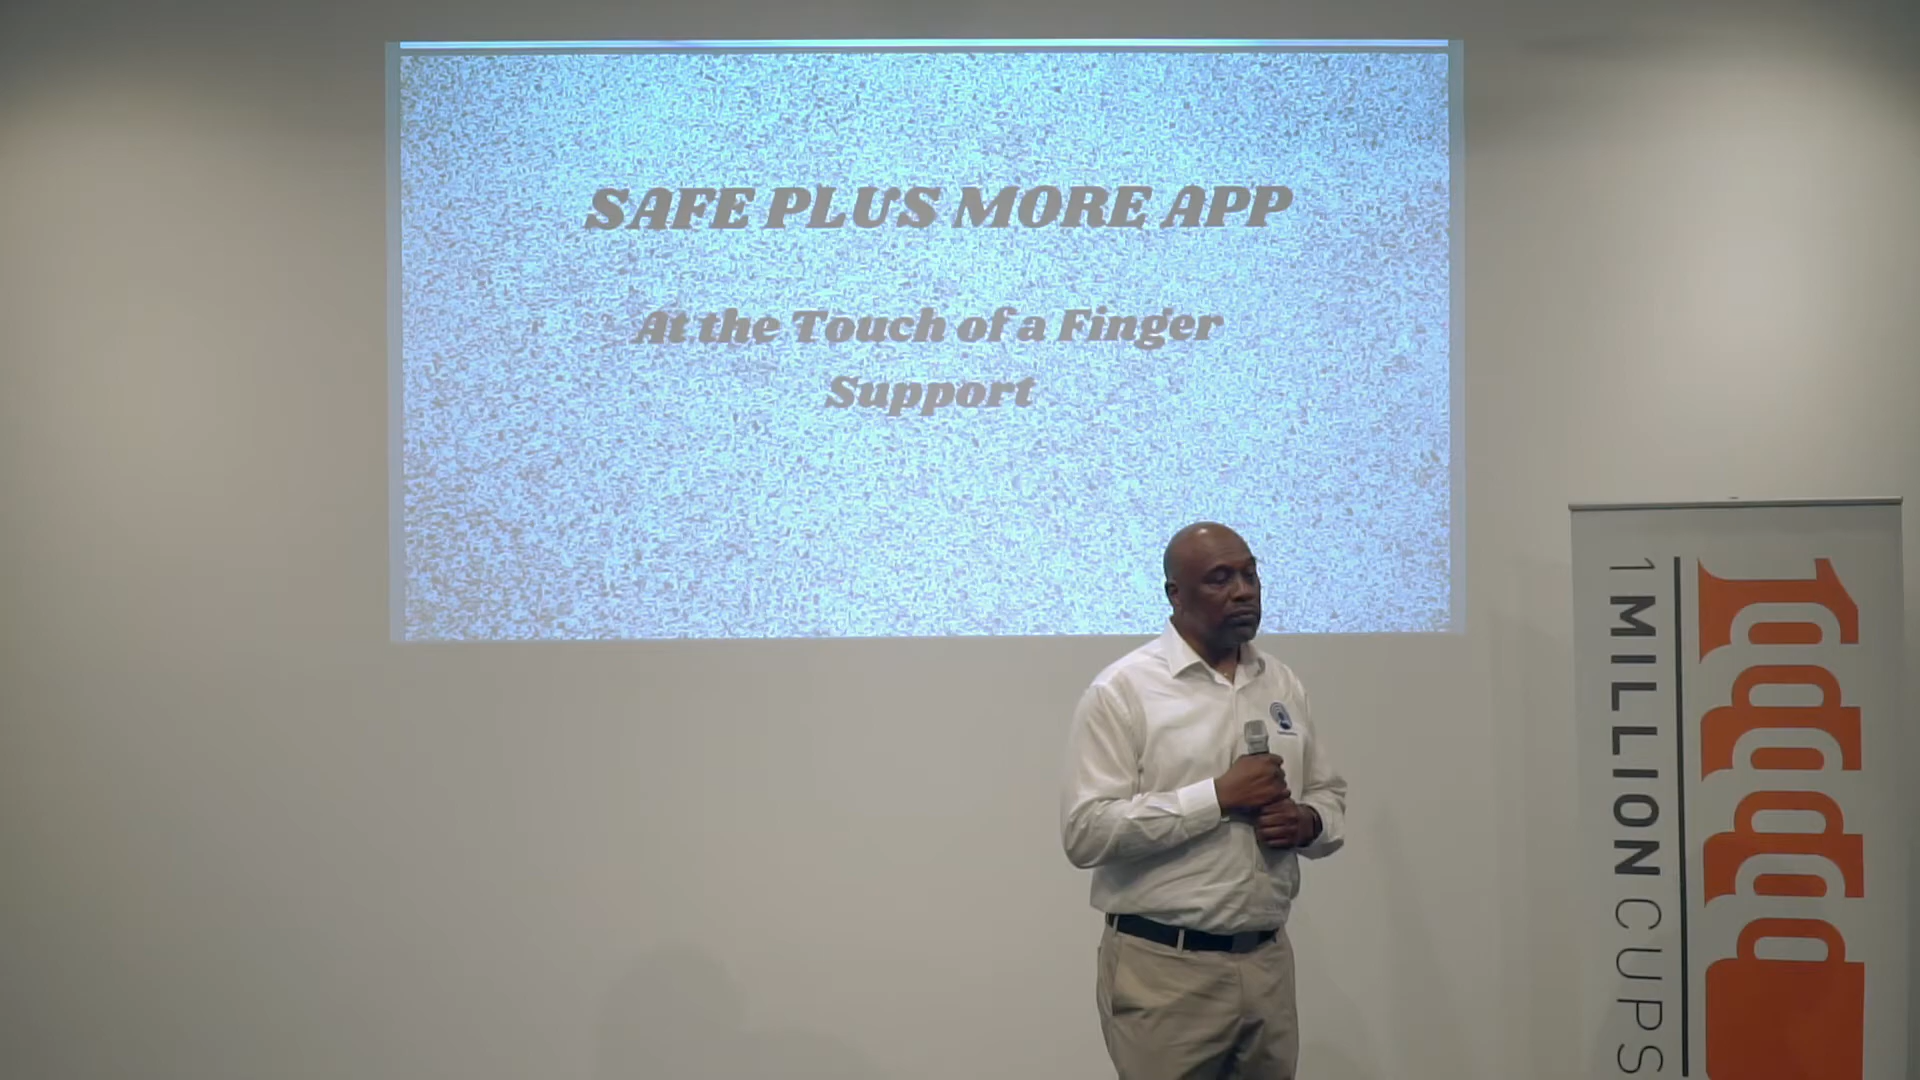 SAFE PLUS MORE APP
At the Touch of a Finger
Support
1 MILLION CUPS